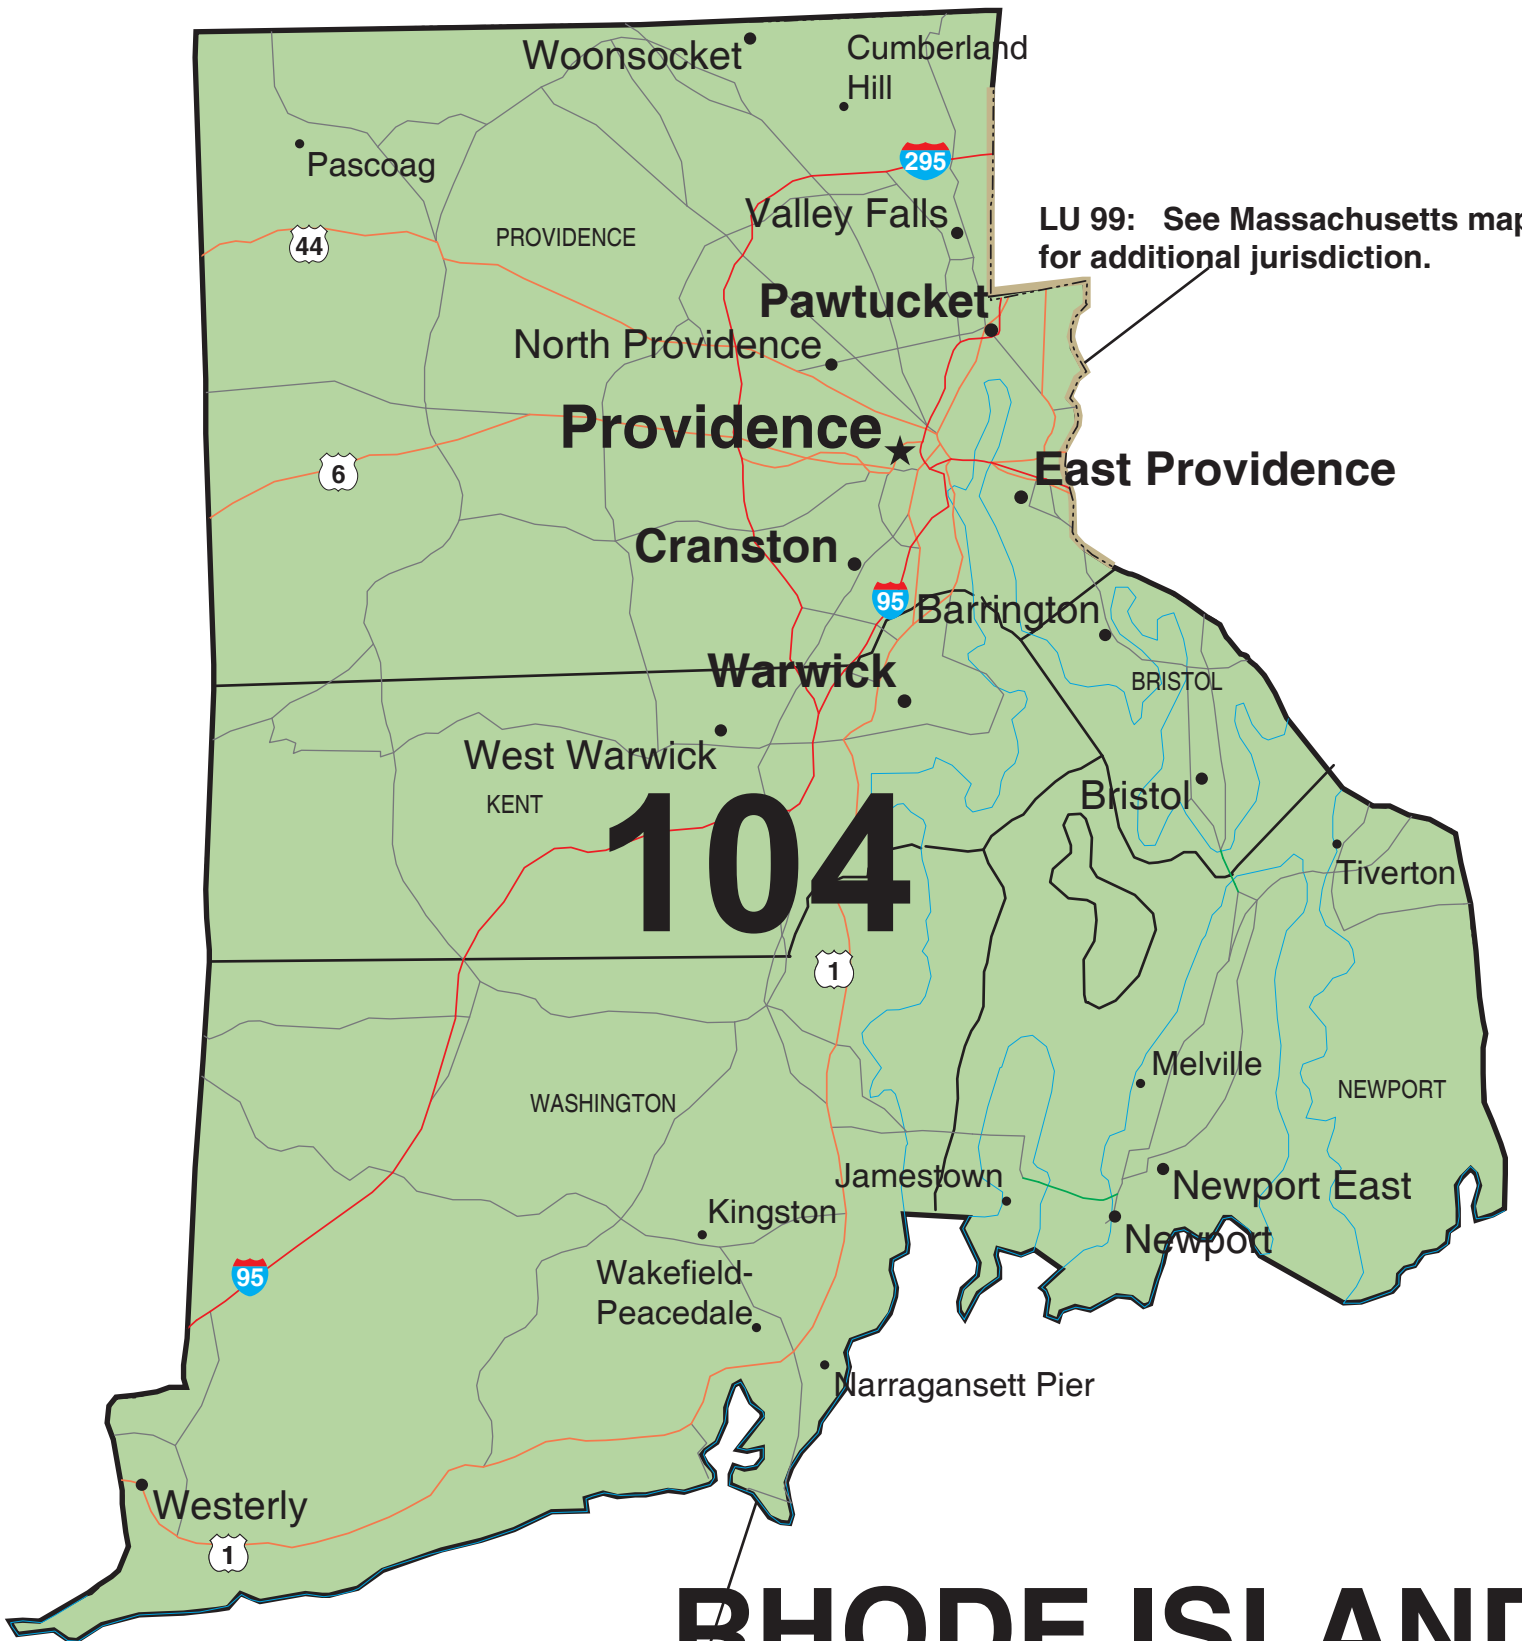 Woonsocket
Cumberland
Hill
Pascoag
295
Valley Falls
LU 99: See Massachusetts map
for additional jurisdiction.
44
PROVIDENCE
Pawtucket
North Providence
Providence
6
East Providence
Cranston
95
Barrington
Warwick
BRISTOL
West Warwick
KENT
Bristol
104
Tiverton
1
Melville
WASHINGTON
NEWPORT
Jamestown
Newport East
Kingston
Newport
95
Wakefield-
Peacedale
Narragansett Pier
Westerly
1
RHODE ISLAND